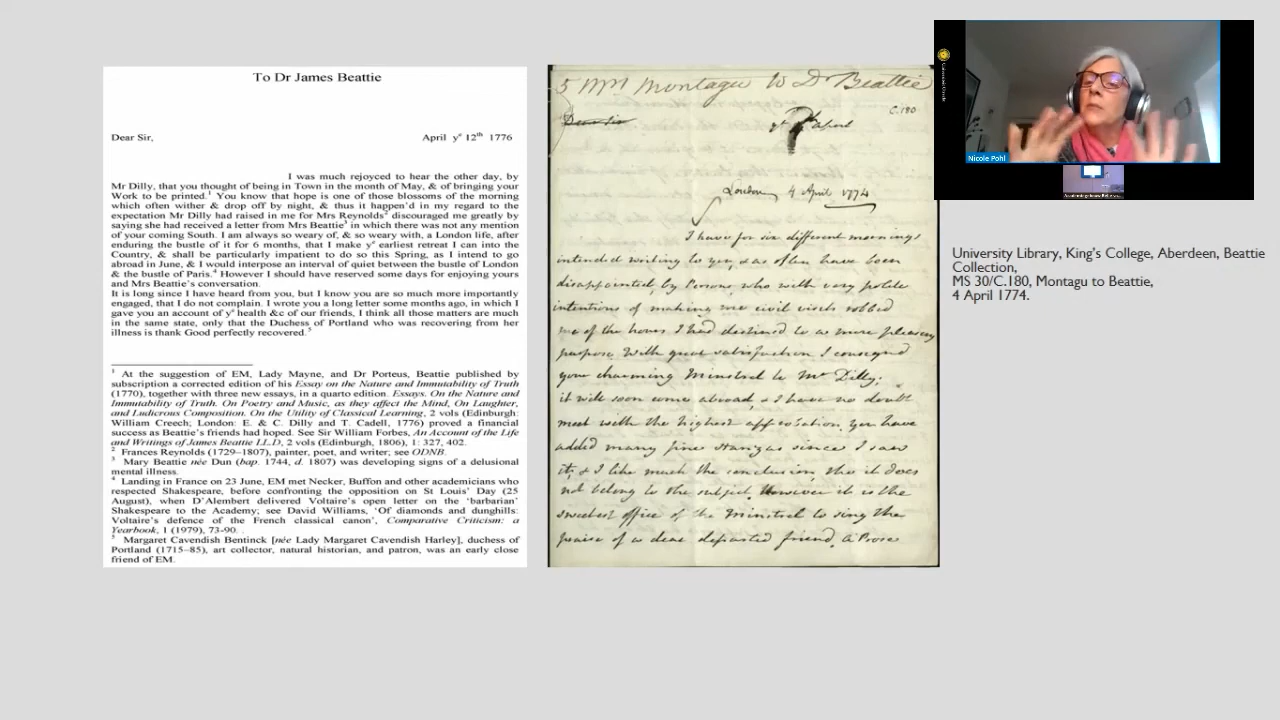 To Dr James Beattie
Dear Sir,
April yᵉ 12ᵗʰ 1776
I was much rejoyced to hear the other day, by
Mr Dilly, that you thought of being in Town in the month of May, & of bringing your
Work to be printed.¹ You know that hope is one of those blossoms of the morning
which often wither & drop off by night, & thus it happen'd in my regard to the
expectation Mr Dilly had raised in me for Mrs Reynolds² discouraged me greatly by
saying she had received a letter from Mrs Beattie³ in which there was not any mention
of your coming South. I am always so weary of, & so weary with, a London life, after
enduring the bustle of it for 6 months, that I make yᵉ earliest retreat I can into the
Country, & shall be particularly impatient to do so this Spring, as I intend to go
abroad in June, & I would interpose an interval of quiet between the bustle of London
& the bustle of Paris.⁴ However I should have reserved some days for enjoying yours
and Mrs Beattie's conversation.
It is long since I have heard from you, but I know you are so much more importantly
engaged, that I do not complain. I wrote you a long letter some months ago, in which I
gave you an account of yᵉ health &c of our friends, I think all those matters are much
in the same state, only that the Duchess of Portland who was recovering from her
illness is thank Good perfectly recovered.⁵
¹ At the suggestion of EM, Lady Mayne, and Dr Porteus, Beattie published by
subscription a corrected edition of his Essay on the Nature and Immutability of Truth
(1770), together with three new essays, in a quarto edition. Essays. On the Nature and
Immutability of Truth. On Poetry and Music, as they affect the Mind, On Laughter,
and Ludicrous Composition. On the Utility of Classical Learning, 2 vols (Edinburgh:
William Creech; London: E. & C. Dilly and T. Cadell, 1776) proved a financial
success as Beattie's friends had hoped. See Sir William Forbes, An Account of the Life
and Writings of James Beattie LL.D, 2 vols (Edinburgh, 1806), 1: 327, 402.
² Frances Reynolds (1729–1807), painter, poet, and writer; see ODNB.
³ Mary Beattie née Dun (bap. 1744, d. 1807) was developing signs of a delusional
mental illness.
⁴ Landing in France on 23 June, EM met Necker, Buffon and other academicians who
respected Shakespeare, before confronting the opposition on St Louis' Day (25
August), when D'Alembert delivered Voltaire's open letter on the 'barbarian'
Shakespeare to the Academy; see David Williams, 'Of diamonds and dunghills:
Voltaire's defence of the French classical canon', Comparative Criticism: a
Yearbook, 1 (1979), 73-90.
⁵ Margaret Cavendish Bentinck [née Lady Margaret Cavendish Harley], duchess of
Portland (1715–85), art collector, natural historian, and patron, was an early close
friend of EM.
5 Mrs Montagu to Dr Beattie
C.180
Dear Sir
London 4 April 1774
I have for six different mornings
intended writing to you, & as often have been
disappointed, by Persons who with very polite
intentions of making me civil visits robbed
me of the hours I had destined to a more pleasing
purpose. With great satisfaction I consigned
your charming Minstrel to Mr Dilly;
it will soon come abroad, & I have no doubt
meet with the highest approbation. You have
added many fine stanzas since I saw
it; & I like much the conclusion, tho it does
not belong to the subject. However it is the
sweetest office of the Minstrel to sing the
praise of a dear departed friend. A Prose
Nicole Pohl
University Library, King's College, Aberdeen, Beattie
Collection,
MS 30/C.180, Montagu to Beattie,
4 April 1774.